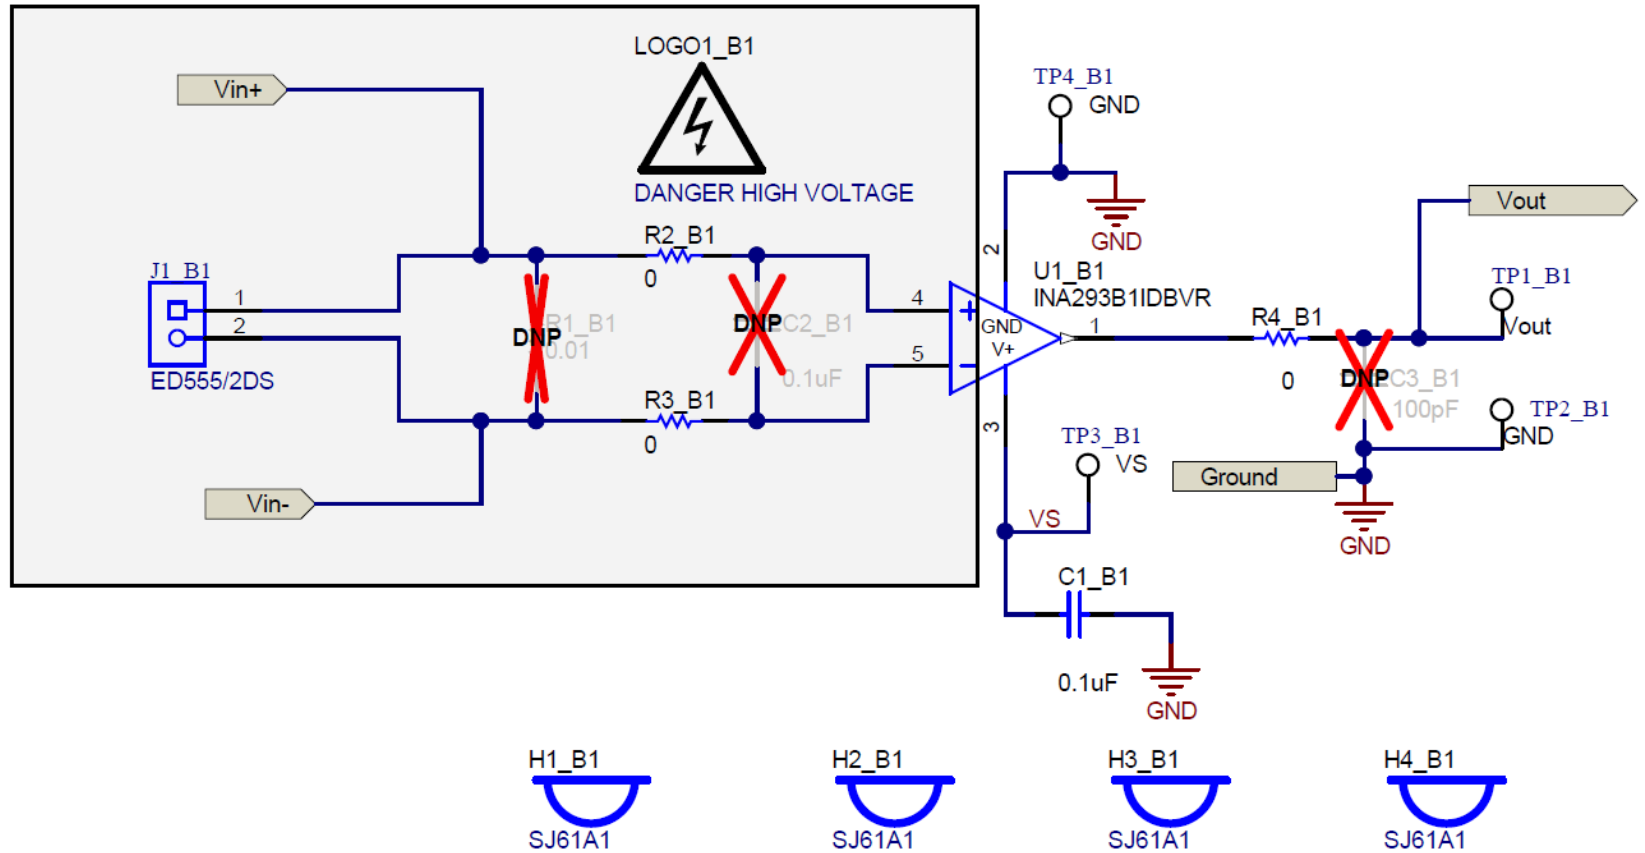 LOGO1_B1
DANGER HIGH VOLTAGE
Vin+
J1_B1
1
2
ED555/2DS
Vin-
R2_B1
0
DNP
R1_B1
0.01
DNP
C2_B1
0.1uF
R3_B1
0
TP4_B1
GND
GND
2
U1_B1
INA293B1IDBVR
4
5
GND
V+
1
3
R4_B1
0
Vout
TP1_B1
Vout
DNP
C3_B1
100pF
TP2_B1
GND
Ground
GND
TP3_B1
VS
VS
C1_B1
0.1uF
GND
H1_B1
SJ61A1
H2_B1
SJ61A1
H3_B1
SJ61A1
H4_B1
SJ61A1